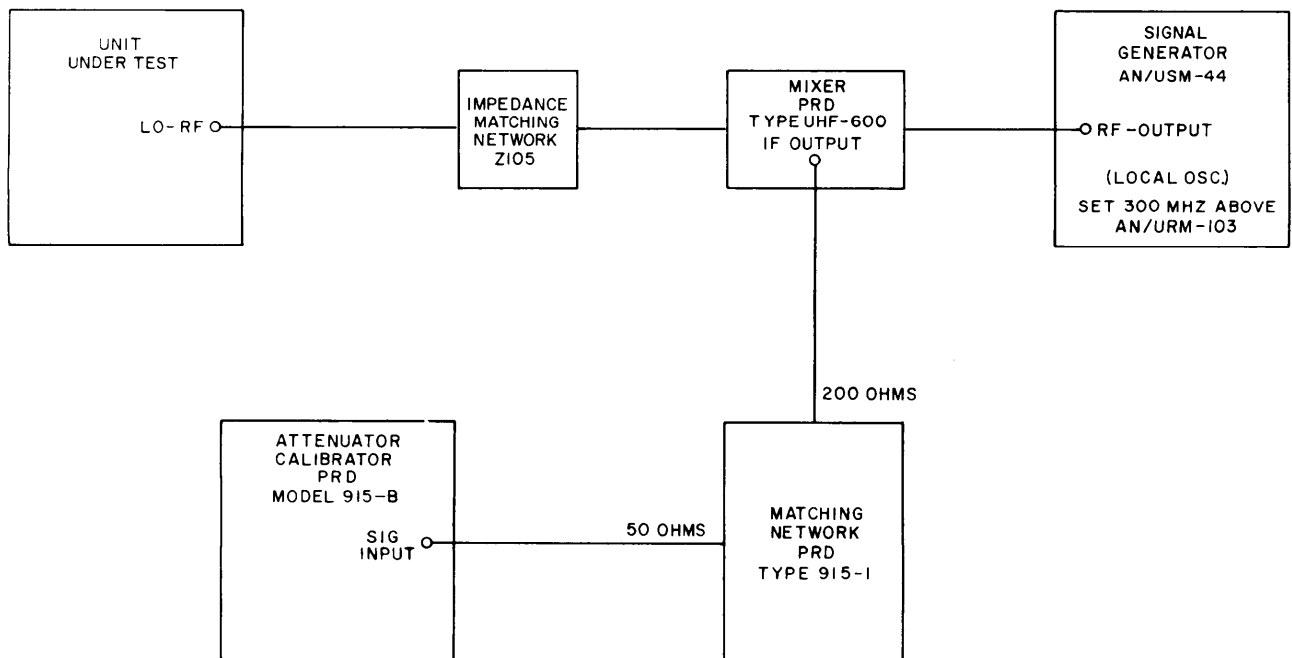 UNIT
UNDER TEST
LO-RF
IMPEDANCE
MATCHING
NETWORK
Z105
MIXER
PRD
TYPE UHF-600
IF OUTPUT
SIGNAL
GENERATOR
AN/USM-44
RF-OUTPUT
(LOCAL OSC.)
SET 300 MHZ ABOVE
AN/URM-103
200 OHMS
ATTENUATOR
CALIBRATOR
PRD
MODEL 915-B
SIG
INPUT
50 OHMS
MATCHING
NETWORK
PRD
TYPE 915-1